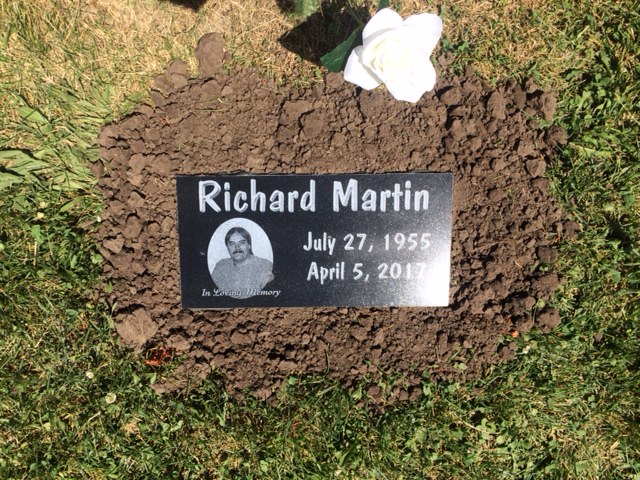 Richard Martin
July 27, 1955
April 5, 2017
In Loving Memory